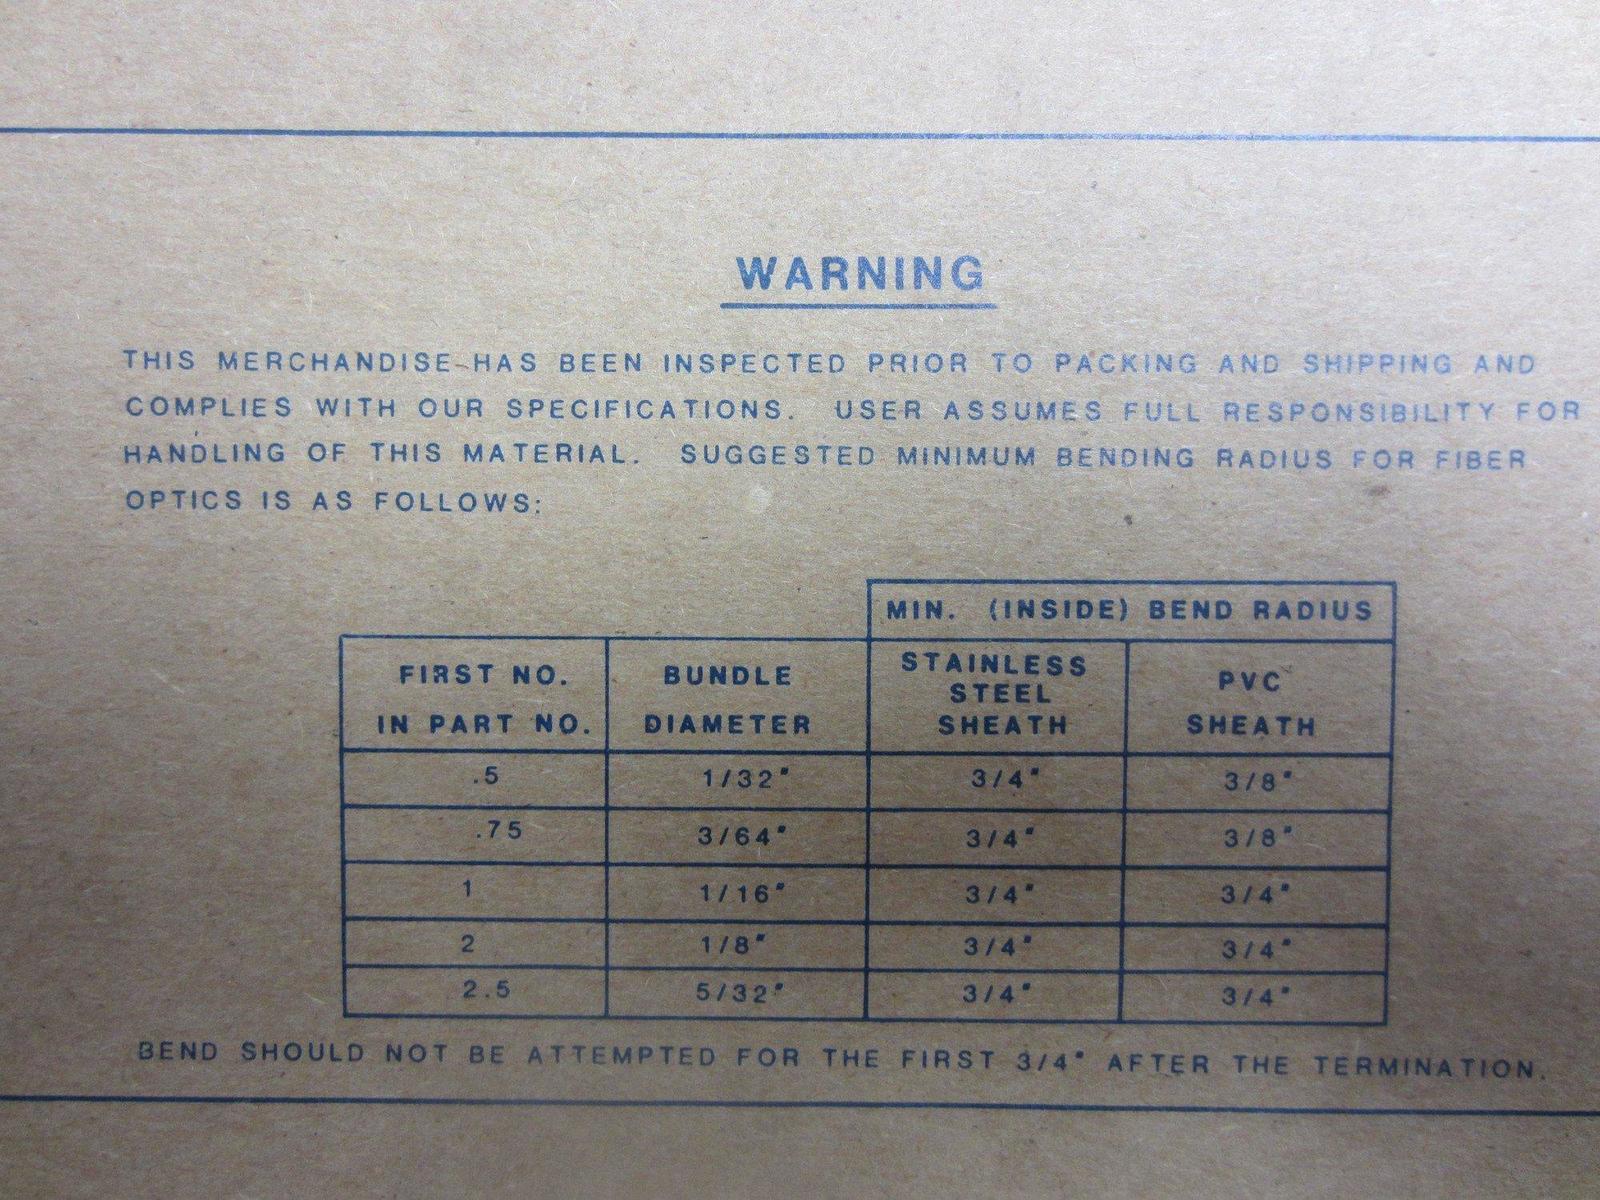 WARNING
THIS MERCHANDISE HAS BEEN INSPECTED PRIOR TO PACKING AND SHIPPING AND
COMPLIES WITH OUR SPECIFICATIONS. USER ASSUMES FULL RESPONSIBILITY FOR
HANDLING OF THIS MATERIAL. SUGGESTED MINIMUM BENDING RADIUS FOR FIBER
OPTICS IS AS FOLLOWS:
MIN. (INSIDE) BEND RADIUS
FIRST NO.
IN PART NO.
BUNDLE
DIAMETER
STAINLESS
STEEL
SHEATH
PVC
SHEATH
.5 1/32" 3/4" 3/8"
.75 3/64" 3/4" 3/8"
1 1/16" 3/4" 3/4"
2 1/8" 3/4" 3/4"
2.5 5/32" 3/4" 3/4"
BEND SHOULD NOT BE ATTEMPTED FOR THE FIRST 3/4" AFTER THE TERMINATION.